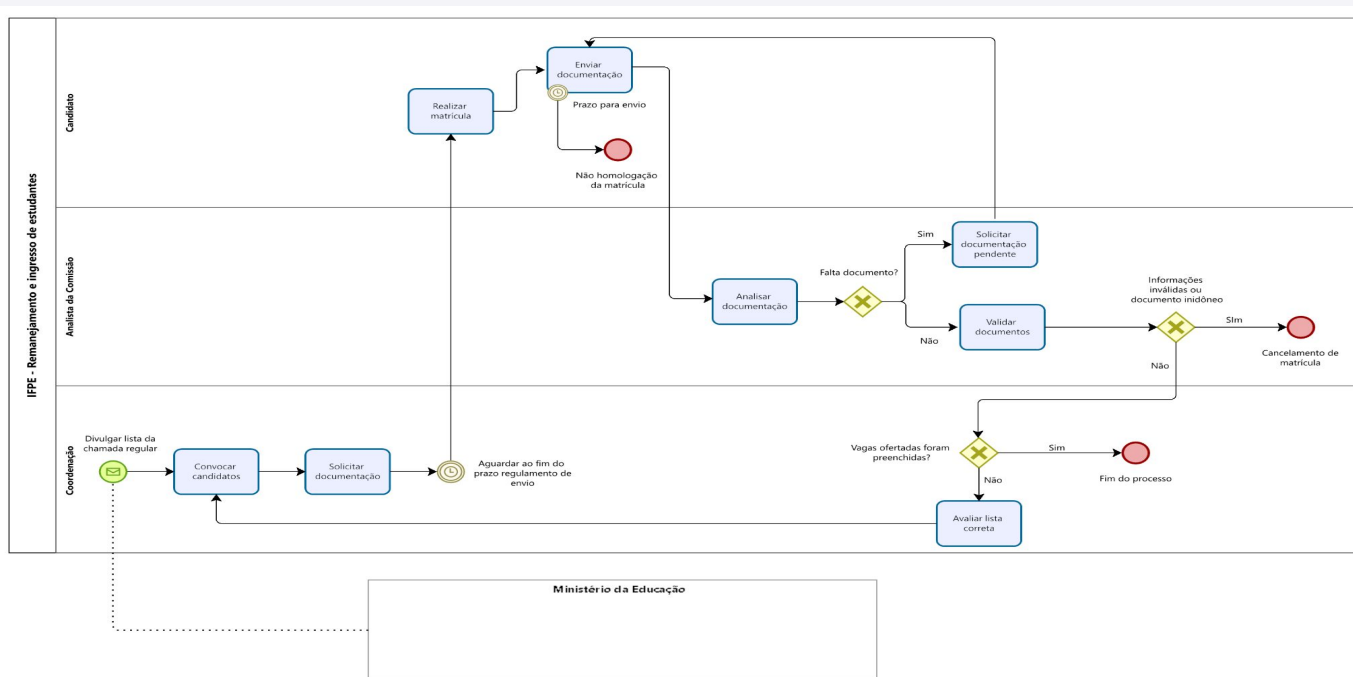 IFPE - Remanejamento e ingresso de estudantes
Candidato
Realizar
matrícula
Enviar
documentação
Prazo para envio
Não homologação
da matrícula
Analista da Comissão
Analisar
documentação
Falta documento?
Sim
Solicitar
documentação
pendente
Não
Validar
documentos
Informações
inválidas ou
documento inidôneo
SIm
Cancelamento de
matrícula
Não
Coordenação
Divulgar lista da
chamada regular
Convocar
candidatos
Solicitar
documentação
Aguardar ao fim do
prazo regulamento de
envio
Vagas ofertadas foram
preenchidas?
Sim
Fim do processo
Não
Avaliar lista
correta
Ministério da Educação